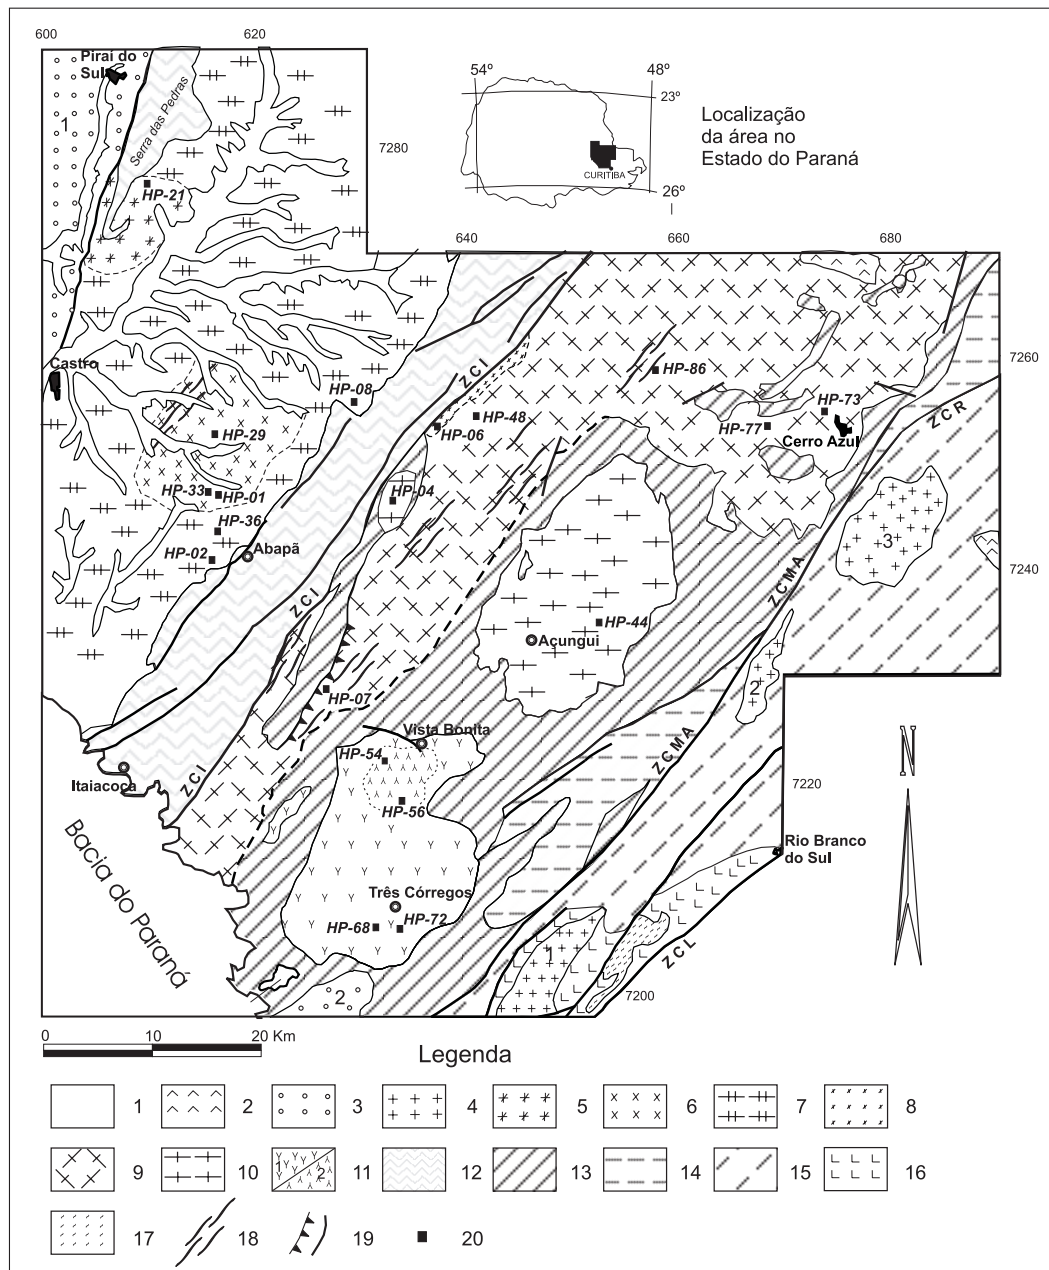 600
620
Piraí do
Sul
Serra das Pedras
1
HP-21
54º
48º
23º
26º
CURITIBA
Localização
da área no
Estado do Paraná
7280
640
660
680
Castro
HP-08
ZCI
HP-48
HP-06
HP-86
7260
HP-73
HP-77
Cerro Azul
ZCR
HP-29
HP-33
HP-01
HP-04
HP-36
HP-02
Abapã
3
ZCMA
7240
ZCI
HP-44
Açungui
2
HP-07
Vista Bonita
HP-54
ZCMA
Itaiacoca
ZCI
HP-56
7220
N
Rio Branco
do Sul
Bacia do Paraná
Três Córregos
HP-68
HP-72
1
ZCL
2
7200
0
10
20 Km
Legenda
1
2
3
4
5
6
7
8
9
10
1
2
11
12
13
14
15
16
17
18
19
20